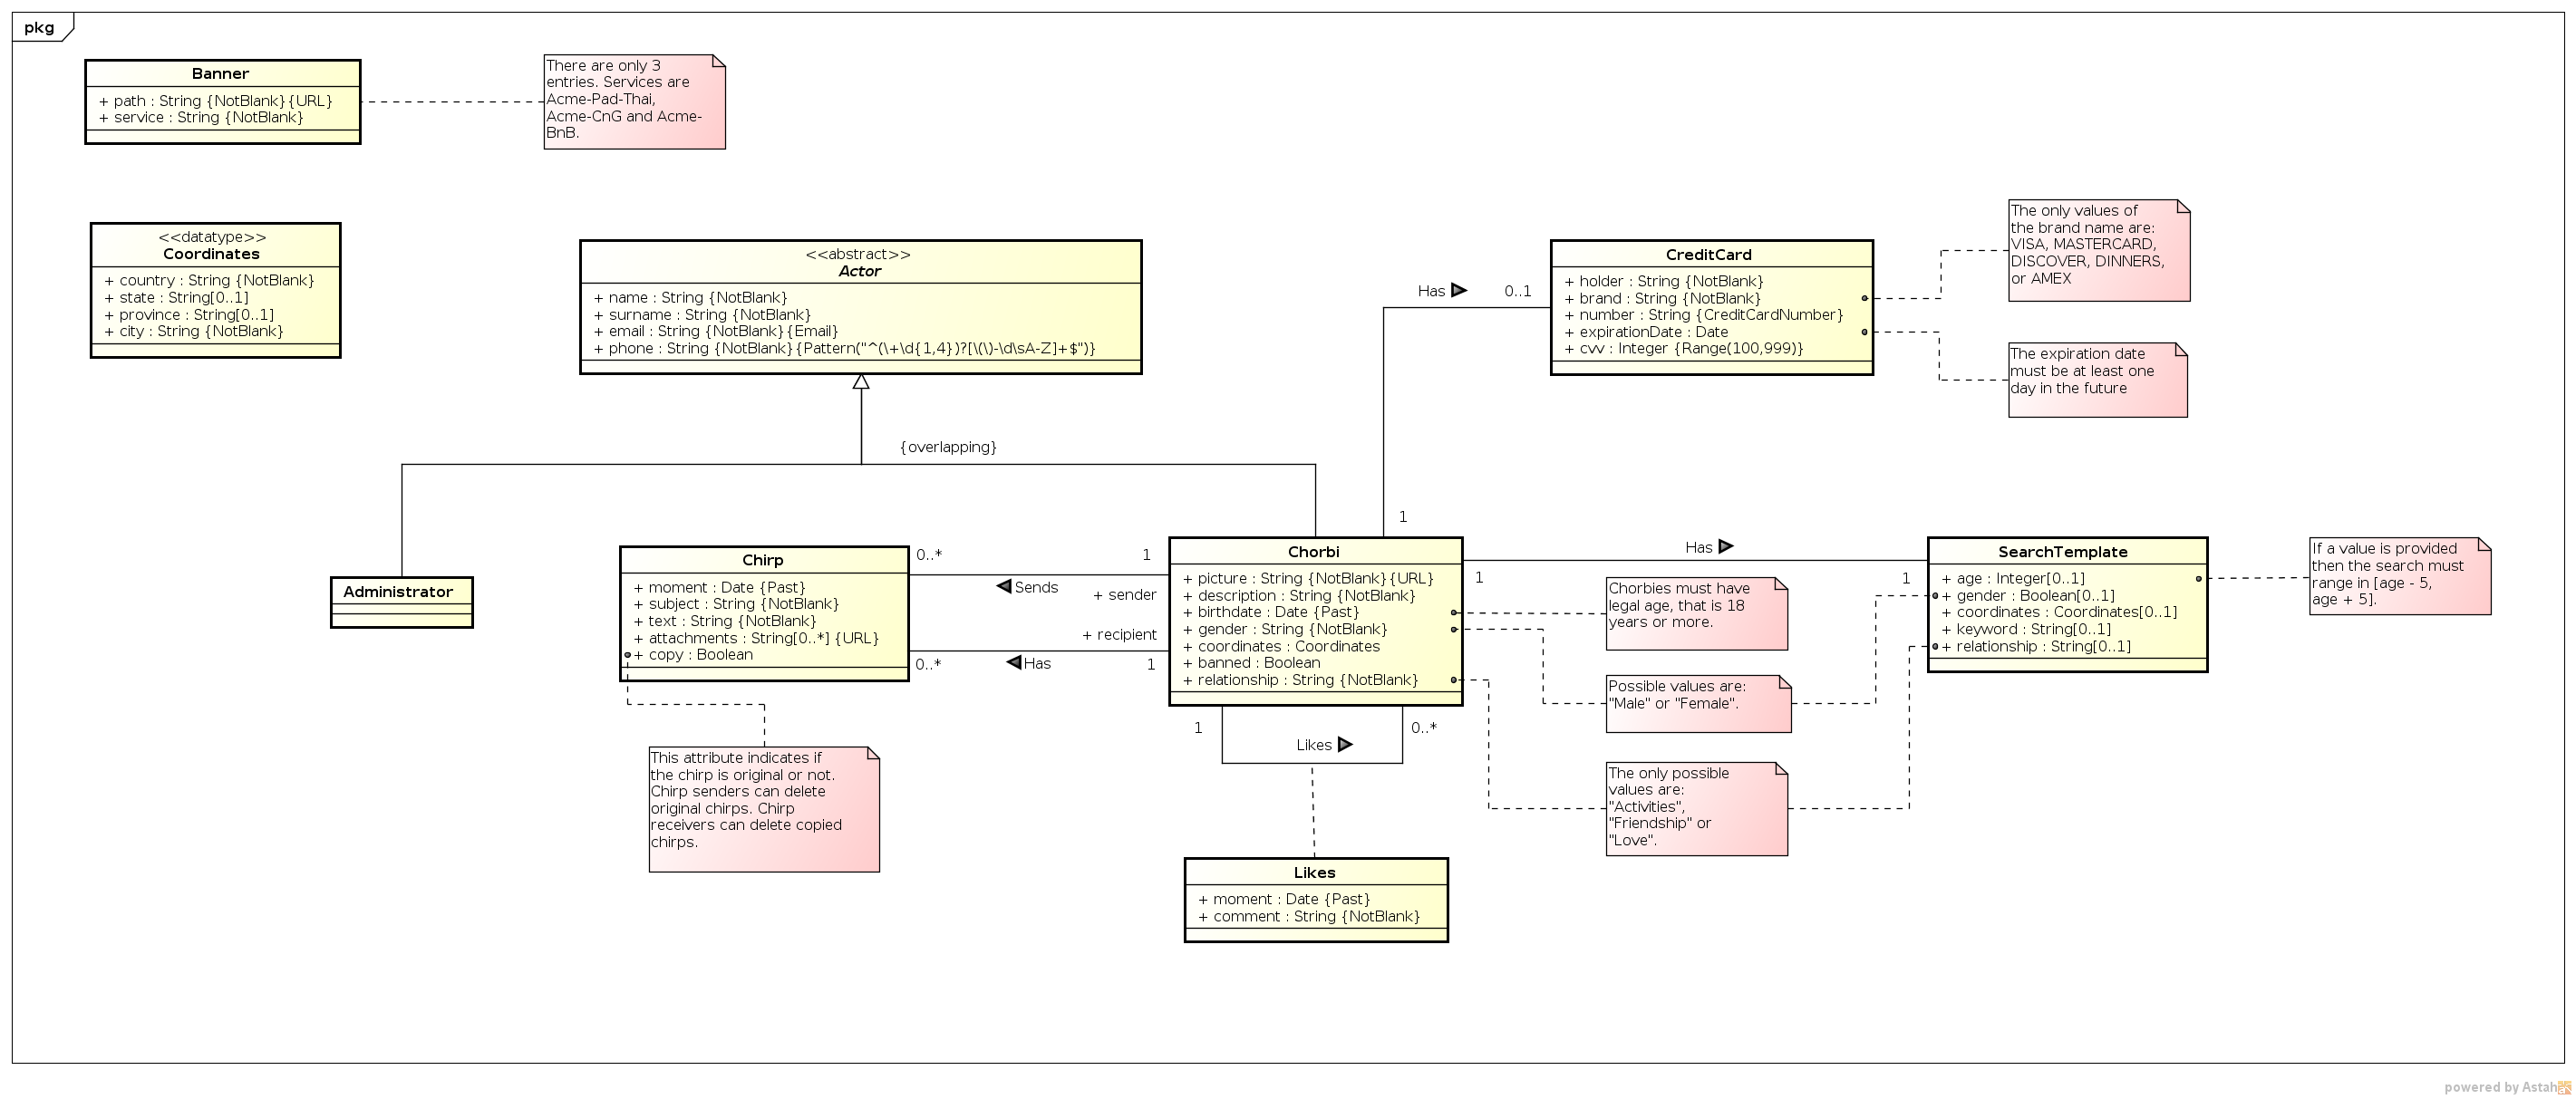 pkg
Banner
+ path : String {NotBlank}{URL}
+ service : String {NotBlank}
There are only 3
entries. Services are
Acme-Pad-Thai,
Acme-CnG and Acme-
BnB.
<<datatype>>
Coordinates
+ country : String {NotBlank}
+ state : String[0..1]
+ province : String[0..1]
+ city : String {NotBlank}
<<abstract>>
Actor
+ name : String {NotBlank}
+ surname : String {NotBlank}
+ email : String {NotBlank}{Email}
+ phone : String {NotBlank}{Pattern("^(\+\d{1,4})?[\(\)-\d\sA-Z]+$")}
{overlapping}
CreditCard
+ holder : String {NotBlank}
+ brand : String {NotBlank}
+ number : String {CreditCardNumber}
+ expirationDate : Date
+ cvv : Integer {Range(100,999)}
The only values of
the brand name are:
VISA, MASTERCARD,
DISCOVER, DINNERS,
or AMEX
The expiration date
must be at least one
day in the future
Has
0..1
1
Administrator
Chirp
+ moment : Date {Past}
+ subject : String {NotBlank}
+ text : String {NotBlank}
+ attachments : String[0..*] {URL}
+ copy : Boolean
0..*
1
Sends
+ sender
+ recipient
0..*
Has
1
Chorbi
+ picture : String {NotBlank}{URL}
+ description : String {NotBlank}
+ birthdate : Date {Past}
+ gender : String {NotBlank}
+ coordinates : Coordinates
+ banned : Boolean
+ relationship : String {NotBlank}
Has
1
1
SearchTemplate
+ age : Integer[0..1]
+ gender : Boolean[0..1]
+ coordinates : Coordinates[0..1]
+ keyword : String[0..1]
+ relationship : String[0..1]
If a value is provided
then the search must
range in [age - 5,
age + 5].
Chorbies must have
legal age, that is 18
years or more.
Possible values are:
"Male" or "Female".
The only possible
values are:
"Activities",
"Friendship" or
"Love".
This attribute indicates if
the chirp is original or not.
Chirp senders can delete
original chirps. Chirp
receivers can delete copied
chirps.
1
0..*
Likes
Likes
+ moment : Date {Past}
+ comment : String {NotBlank}
powered by Astah